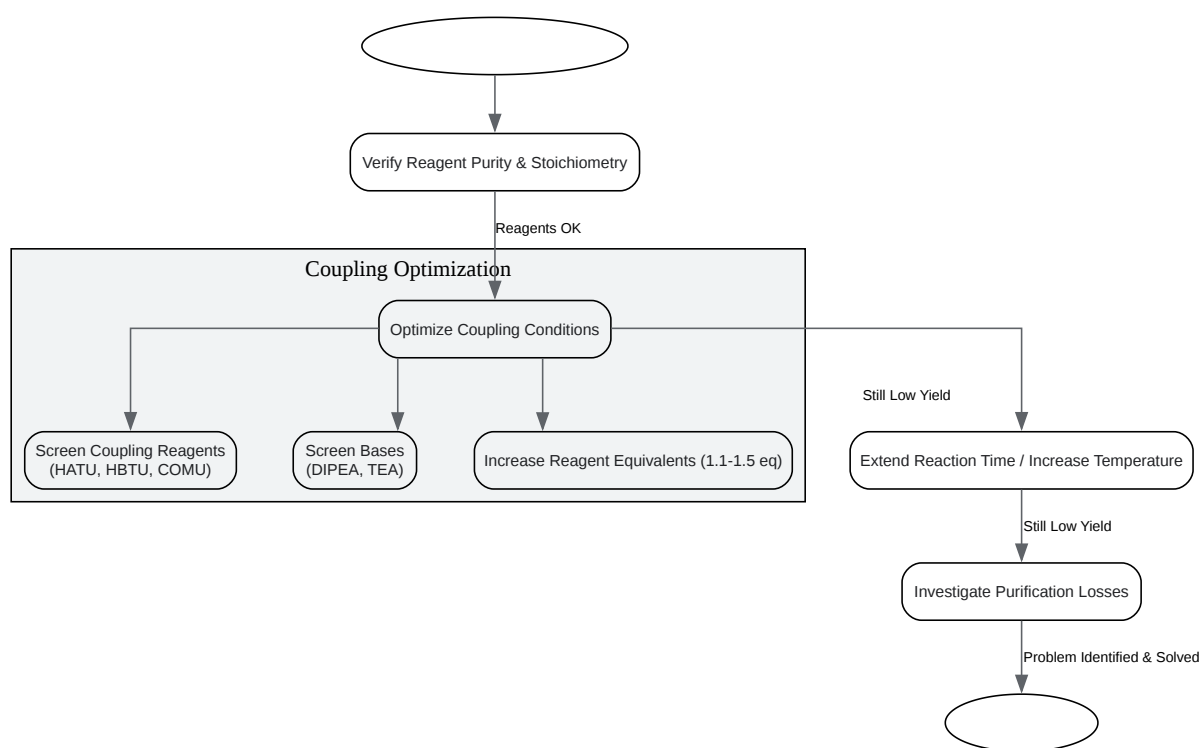 Verify Reagent Purity & Stoichiometry
Reagents OK
Coupling Optimization
Optimize Coupling Conditions
Still Low Yield
Screen Coupling Reagents
(HATU, HBTU, COMU)
Screen Bases
(DIPEA, TEA)
Increase Reagent Equivalents (1.1-1.5 eq)
Extend Reaction Time / Increase Temperature
Still Low Yield
Investigate Purification Losses
Problem Identified & Solved